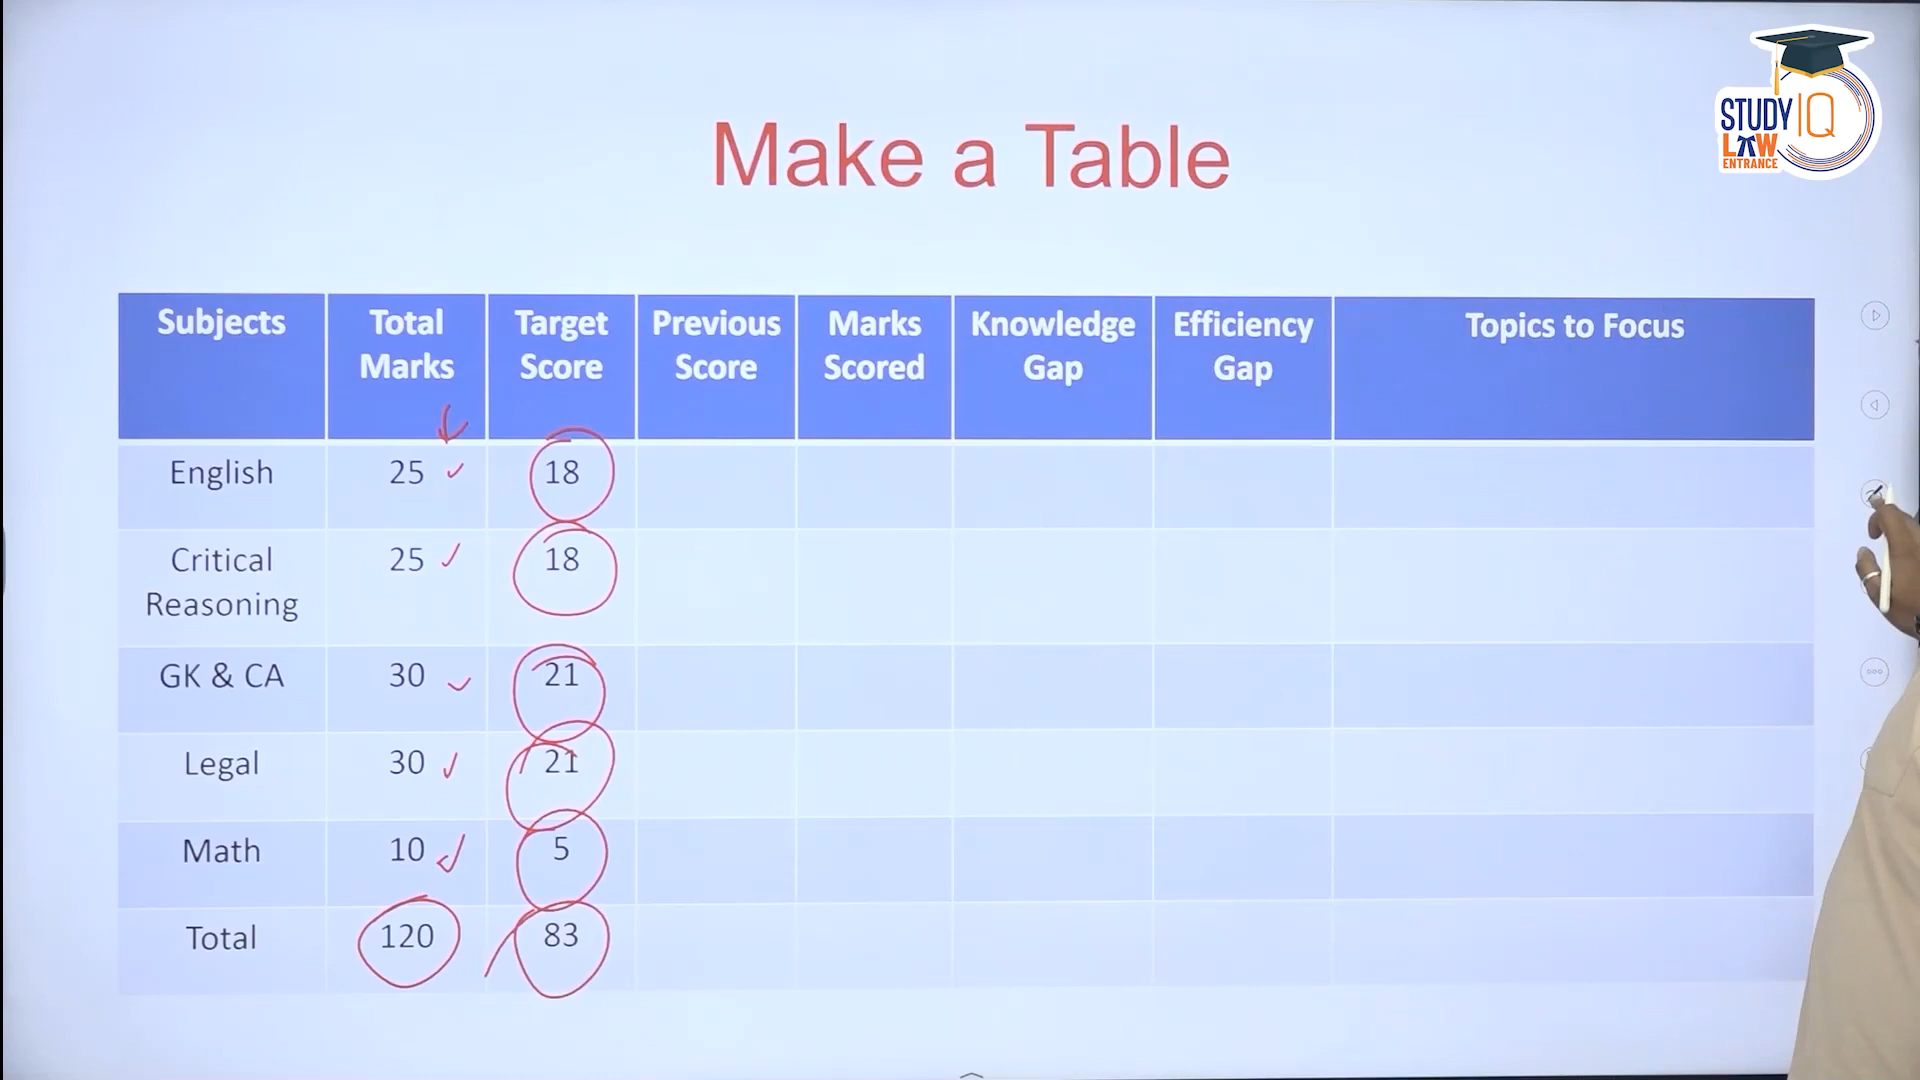 STUDY IQ
LAW
ENTRANCE
Make a Table
Subjects Total Marks Target Score Previous Score Marks Scored Knowledge Gap Efficiency Gap Topics to Focus
English 25 18
Critical Reasoning 25 18
GK & CA 30 21
Legal 30 21
Math 10 5
Total 120 83